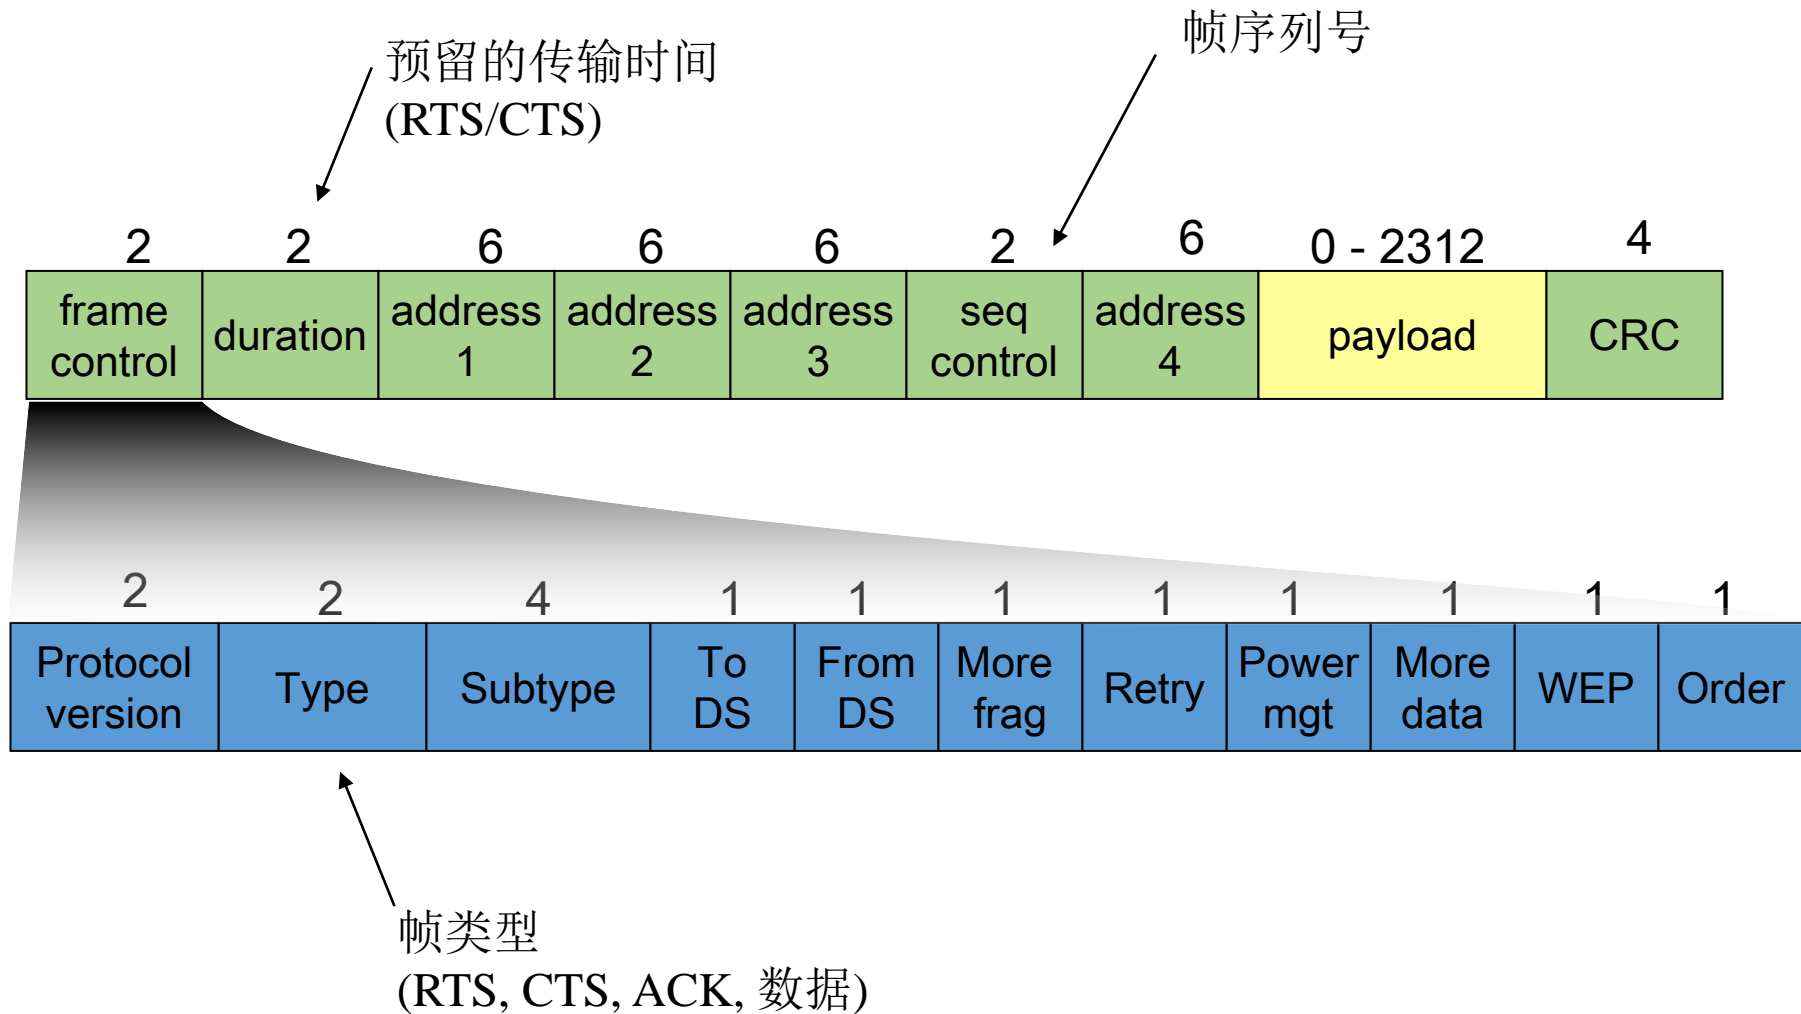 预留的传输时间
(RTS/CTS)
帧序列号
2 2 6 6 6 2 6 0 - 2312 4
frame control duration address 1 address 2 address 3 seq control address 4 payload CRC
2 2 4 1 1 1 1 1 1 1 1
Protocol version Type Subtype To DS From DS More frag Retry Power mgt More data WEP Order
帧类型
(RTS, CTS, ACK, 数据)